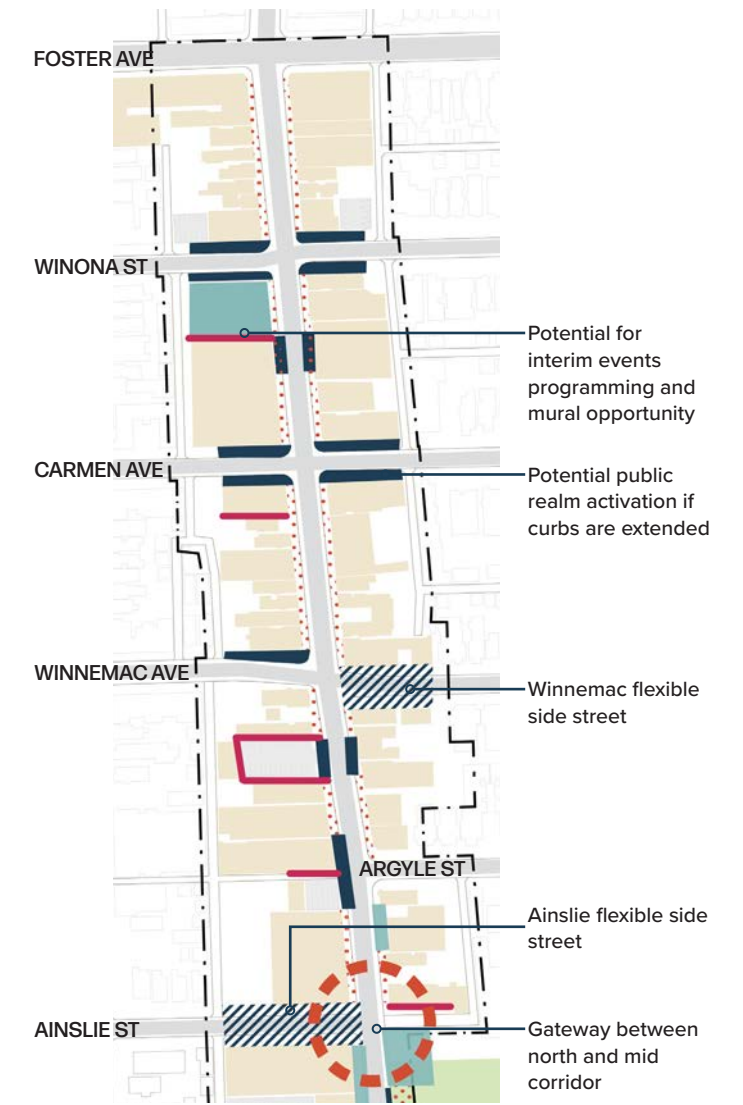 FOSTER AVE
WINONA ST
Potential for
interim events
programming and
mural opportunity
CARMEN AVE
Potential public
realm activation if
curbs are extended
WINNEMAC AVE
Winnemac flexible
side street
ARGYLE ST
Ainslie flexible side
street
AINSLIE ST
Gateway between
north and mid
corridor